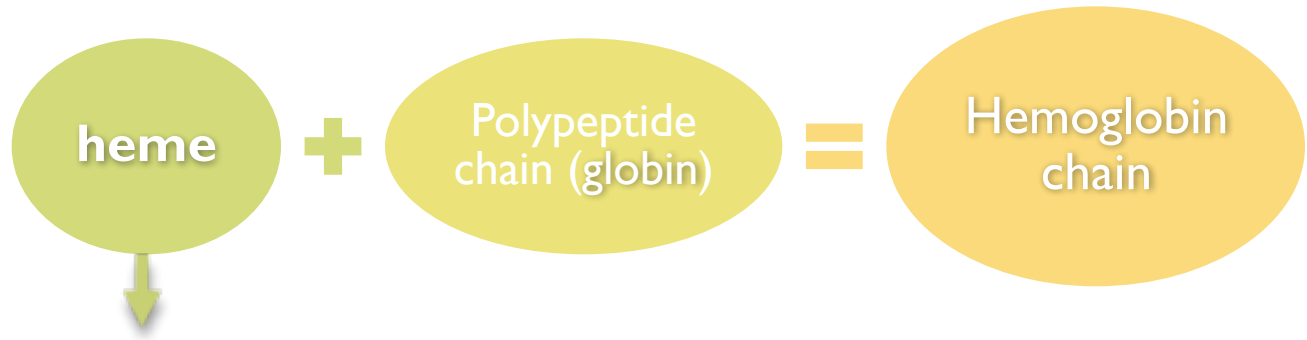 heme
+
Polypeptide
chain (globin)
=
Hemoglobin
chain